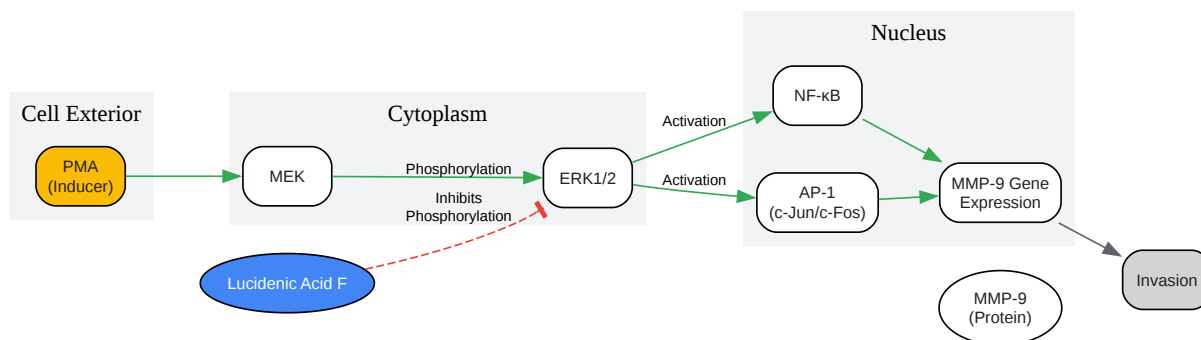 Cell Exterior
PMA
(Inducer)
Cytoplasm
MEK
Phosphorylation
Inhibits
Phosphorylation
ERK1/2
Lucidenic Acid F
Activation
Activation
Nucleus
NF-κB
AP-1
(c-Jun/c-Fos)
MMP-9 Gene
Expression
MMP-9
(Protein)
Invasion